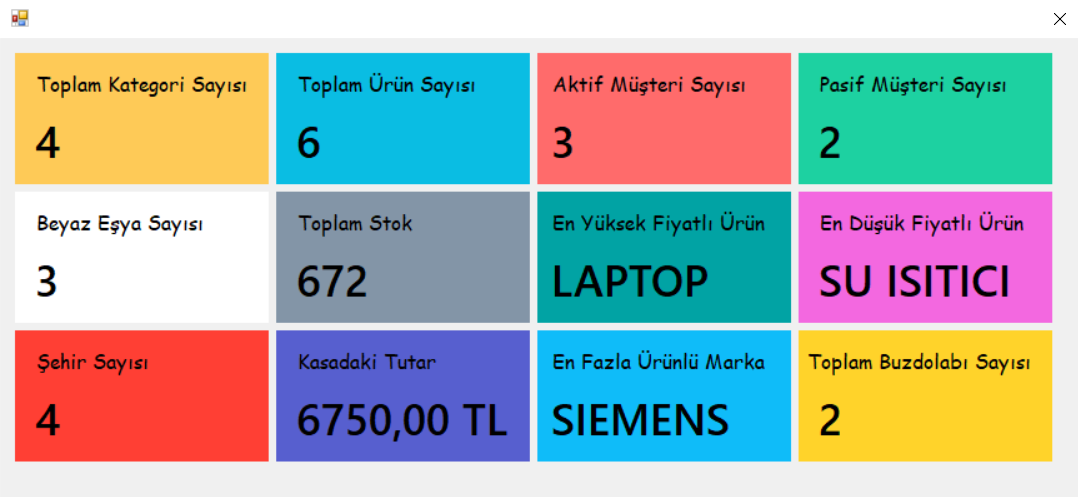 Toplam Kategori Sayısı
4
Toplam Ürün Sayısı
6
Aktif Müşteri Sayısı
3
Pasif Müşteri Sayısı
2
Beyaz Eşya Sayısı
3
Toplam Stok
672
En Yüksek Fiyatlı Ürün
LAPTOP
En Düşük Fiyatlı Ürün
SU ISITICI
Şehir Sayısı
4
Kasadaki Tutar
6750,00 TL
En Fazla Ürünlü Marka
SIEMENS
Toplam Buzdolabı Sayısı
2